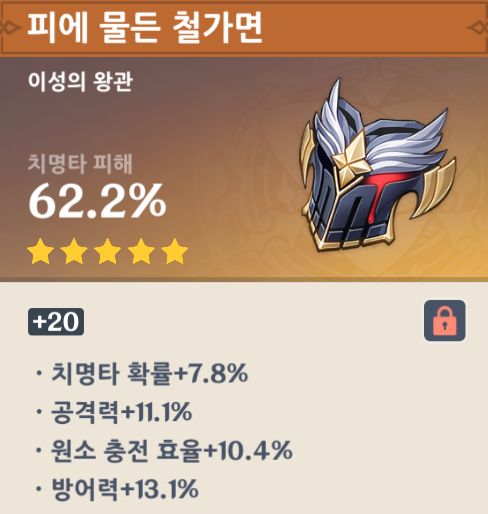 피에 물든 철가면
이성의 왕관
치명타 피해
62.2%
+20
· 치명타 확률+7.8%
· 공격력+11.1%
· 원소 충전 효율+10.4%
· 방어력+13.1%